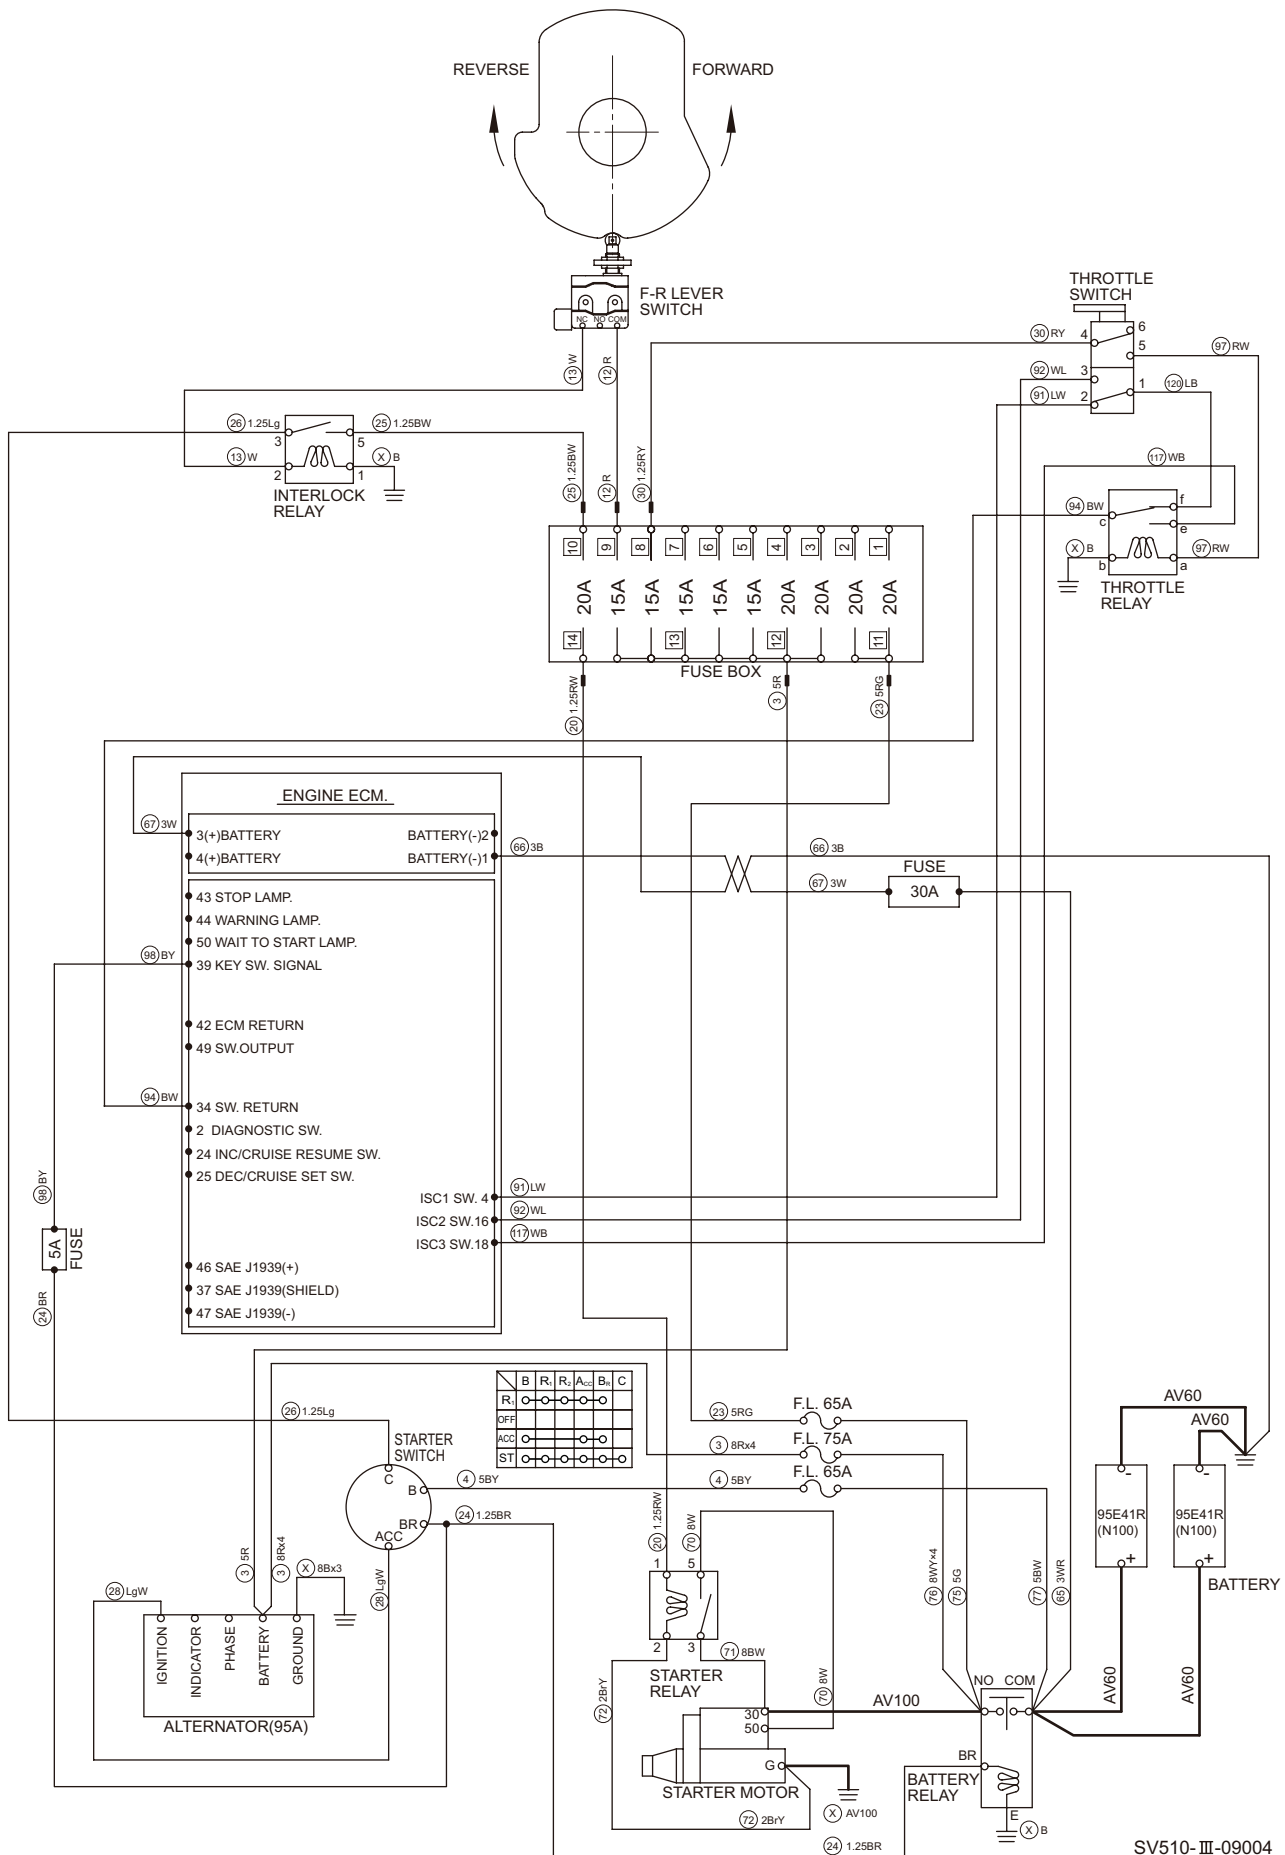 REVERSE
FORWARD
F-R LEVER
SWITCH
NC NO COM
THROTTLE
SWITCH
30 RY 4
6
5
97 RW
92 WL 3
91 LW 2
1
120 LB
13 W
12 R
26 1.25Lg
3
25 1.25BW
5
13 W
2
X B
1
INTERLOCK
RELAY
117 WB
94 BW
c
f
e
X B
b
a
97 RW
THROTTLE
RELAY
25 1.25BW
12 R
30 1.25RY
10 9 8 7 6 5 4 3 2 1
20A 15A 15A 15A 15A 15A 20A 20A 20A 20A
14 13 12 11
FUSE BOX
20 1.25RW
3 5R
23 5RG
ENGINE ECM.
67 3W
3(+)BATTERY
BATTERY(-)2
4(+)BATTERY
BATTERY(-)1
66 3B
66 3B
67 3W
FUSE
30A
43 STOP LAMP.
44 WARNING LAMP.
50 WAIT TO START LAMP.
98 BY
39 KEY SW. SIGNAL
42 ECM RETURN
49 SW.OUTPUT
94 BW
34 SW. RETURN
2 DIAGNOSTIC SW.
24 INC/CRUISE RESUME SW.
25 DEC/CRUISE SET SW.
98 BY
ISC1 SW. 4
91 LW
ISC2 SW.16
92 WL
ISC3 SW.18
117 WB
5A
FUSE
46 SAE J1939(+)
37 SAE J1939(SHIELD)
47 SAE J1939(-)
24 BR
B R1 R2 ACC BR C
R1
OFF
ACC
ST
26 1.25Lg
STARTER
SWITCH
C
B
BR
ACC
4 5BY
24 1.25BR
23 5RG
F.L. 65A
3 8Rx4
F.L. 75A
4 5BY
F.L. 65A
AV60
AV60
-
-
95E41R
(N100)
95E41R
(N100)
+
+
BATTERY
3 5R
3 8Rx4
X 8Bx3
28 LgW
28 LgW
IGNITION
INDICATOR
PHASE
BATTERY
GROUND
ALTERNATOR(95A)
20 1.25RW
70 8W
1
5
2
3
71 8BW
STARTER
RELAY
72 2BrY
70 8W
76 8WY×4
75 5G
77 5BW
65 3WR
NO COM
AV60
AV60
AV100
30
50
G
STARTER MOTOR
X AV100
72 2BrY
BR
BATTERY
RELAY
E
X B
24 1.25BR
SV510-Ⅲ-09004